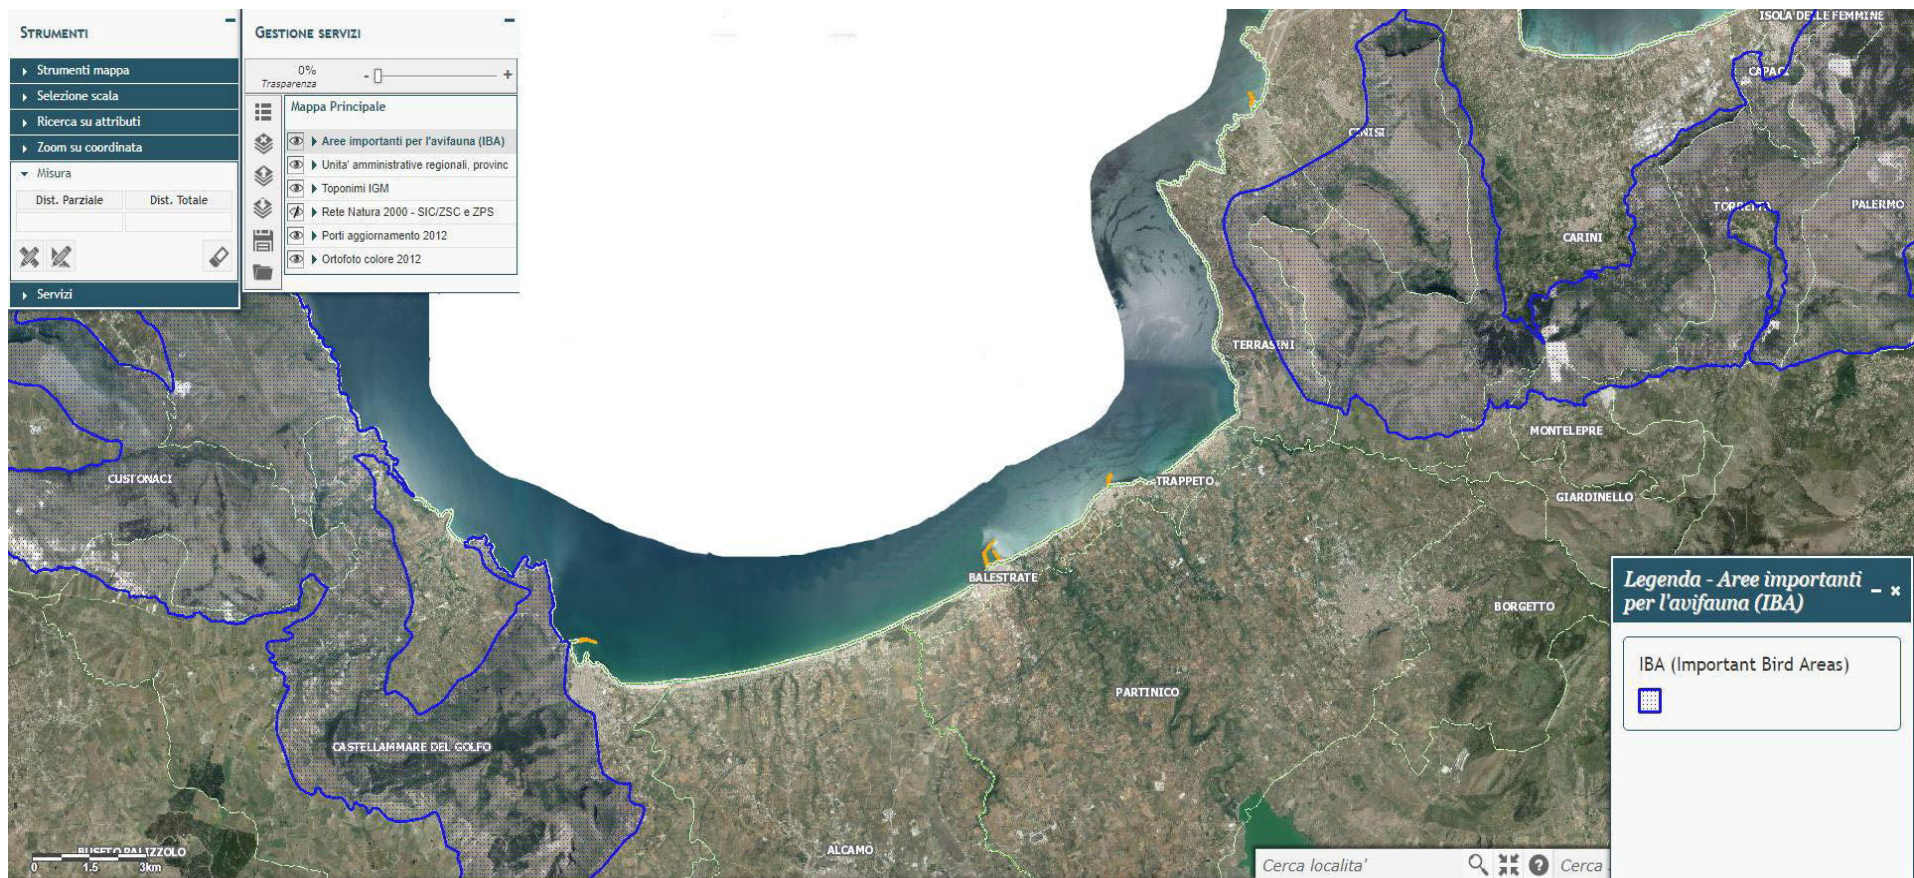 STRUMENTI
Strumenti mappa
Selezione scala
Ricerca su attributi
Zoom su coordinata
Misura
Dist. Parziale Dist. Totale
Servizi
GESTIONE SERVIZI
0%
Trasparenza
- +
Mappa Principale
Aree importanti per l'avifauna (IBA)
Unita' amministrative regionali, provinc
Toponimi IGM
Rete Natura 2000 - SIC/ZSC e ZPS
Porti aggiornamento 2012
Ortofoto colore 2012
ISOLA DELLE FEMMINE
CAPACI
CINISI
TORRETTA
PALERMO
CARINI
TERRASINI
MONTELEPRE
CUSTONACI
TRAPPETO
GIARDINELLO
BALESTRATE
BORGETTO
PARTINICO
CASTELLAMMARE DEL GOLFO
ALCAMO
BUSETO PALIZZOLO
0 1.5 3km
Legenda - Aree importanti
per l'avifauna (IBA)
IBA (Important Bird Areas)
Cerca localita'
Cerca